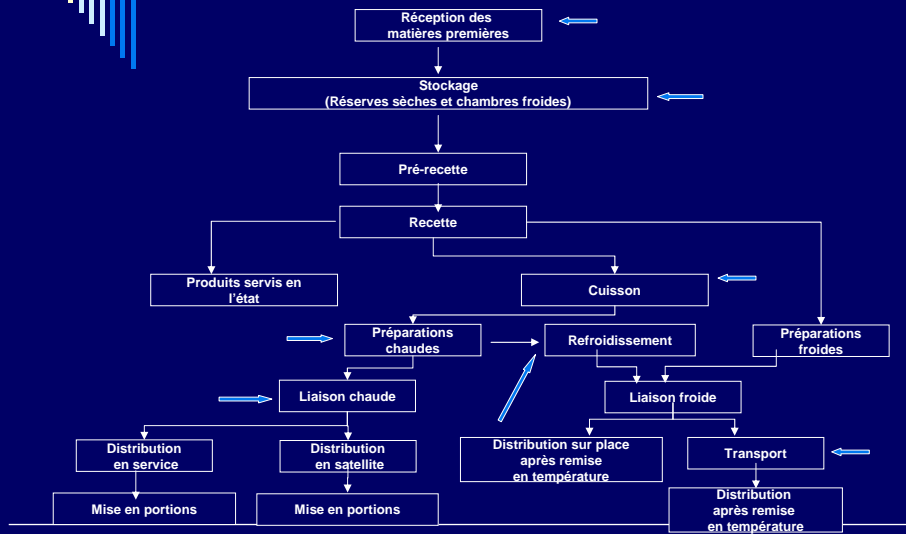 Réception des
matières premières
Stockage
(Réserves sèches et chambres froides)
Pré-recette
Recette
Produits servis en
l'état
Cuisson
Préparations
chaudes
Refroidissement
Préparations
froides
Liaison chaude
Liaison froide
Distribution
en service
Distribution
en satellite
Distribution sur place
après remise
en température
Transport
Mise en portions
Mise en portions
Distribution
après remise
en température